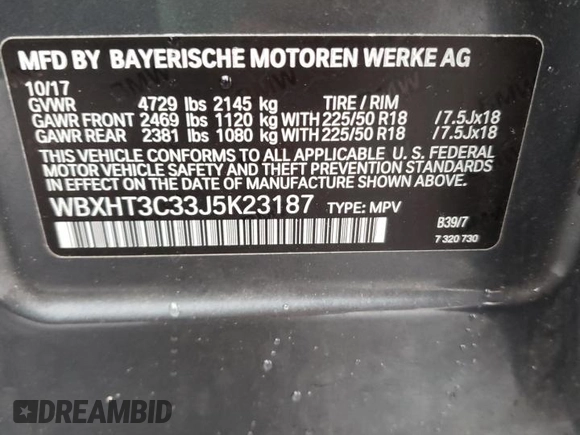 MFD BY BAYERISCHE MOTOREN WERKE AG
10/17
GVWR 4729 lbs 2145 kg TIRE / RIM
GAWR FRONT 2469 lbs 1120 kg WITH 225/50 R18 /7.5Jx18
GAWR REAR 2381 lbs 1080 kg WITH 225/50 R18 /7.5Jx18
THIS VEHICLE CONFORMS TO ALL APPLICABLE U. S. FEDERAL
MOTOR VEHICLE SAFETY AND THEFT PREVENTION STANDARDS
IN EFFECT ON THE DATE OF MANUFACTURE SHOWN ABOVE.
WBXHT3C33J5K23187 TYPE: MPV
B39/7
7 320 730
DREAMBID